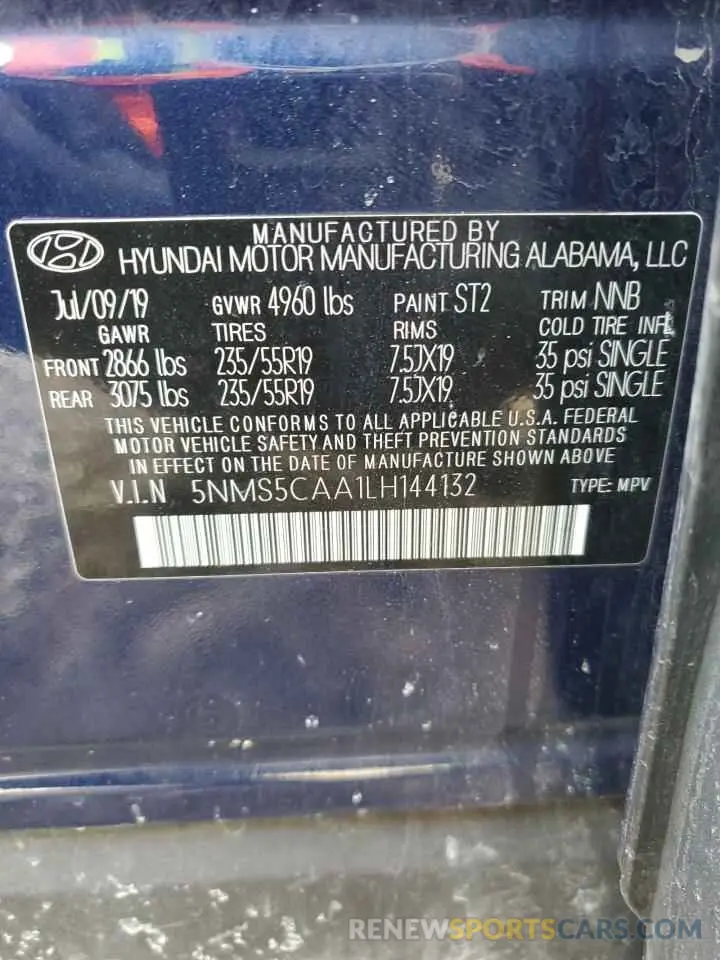 MANUFACTURED BY
HYUNDAI MOTOR MANUFACTURING ALABAMA, LLC
Jul/09/19 GVWR 4960 lbs PAINT ST2 TRIM NNB
GAWR TIRES RIMS COLD TIRE INFL
FRONT 2866 lbs 235/55R19 7.5JX19 35 psi SINGLE
REAR 3075 lbs 235/55R19 7.5JX19 35 psi SINGLE
THIS VEHICLE CONFORMS TO ALL APPLICABLE U.S.A. FEDERAL
MOTOR VEHICLE SAFETY AND THEFT PREVENTION STANDARDS
IN EFFECT ON THE DATE OF MANUFACTURE SHOWN ABOVE
V.I.N 5NMS5CAA1LH144132 TYPE: MPV
RENEWSPORTSCARS.COM